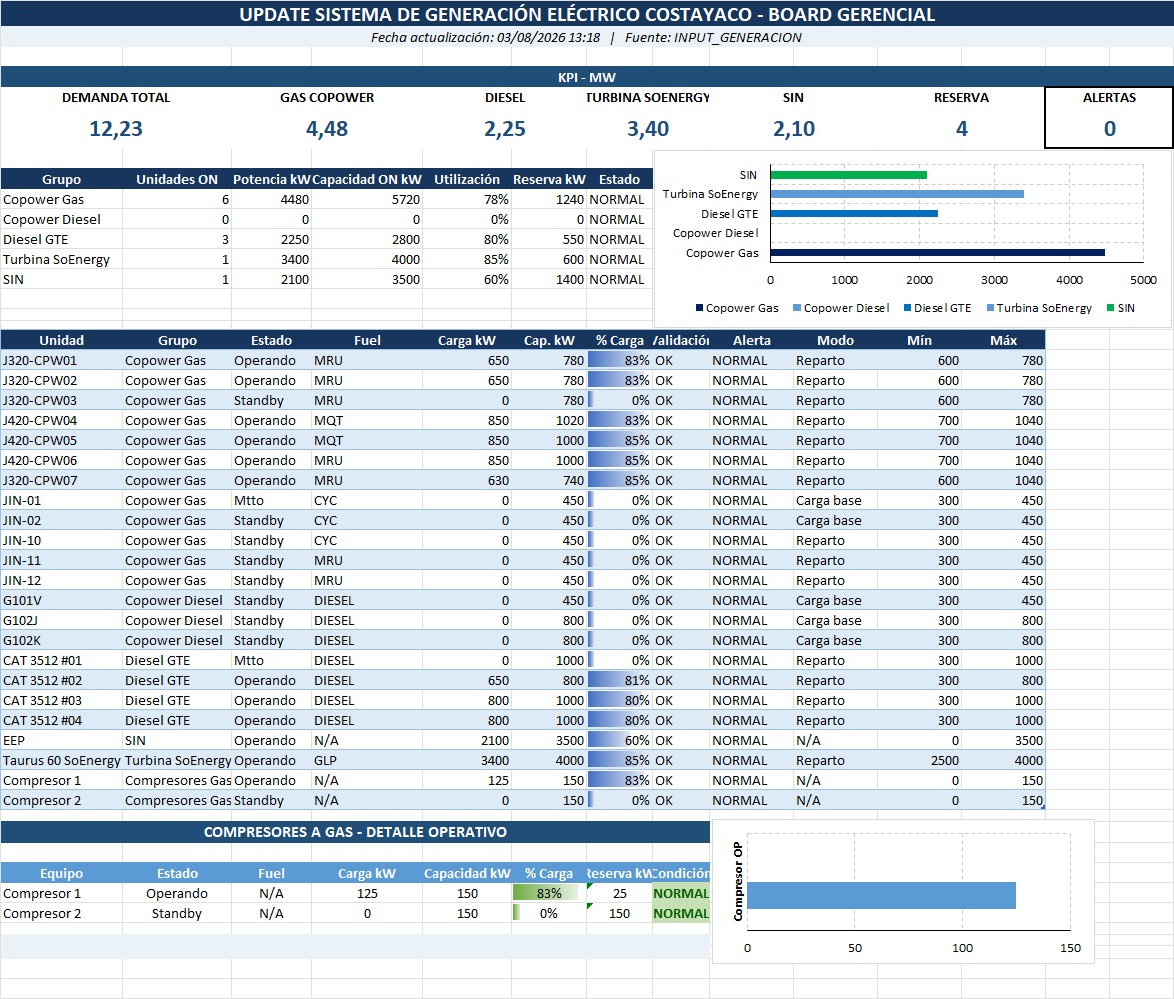 UPDATE SISTEMA DE GENERACIÓN ELÉCTRICO COSTAYACO - BOARD GERENCIAL
Fecha actualización: 03/08/2026 13:18 | Fuente: INPUT_GENERACION
KPI - MW
DEMANDA TOTAL GAS COPOWER DIESEL TURBINA SOENERGY SIN RESERVA ALERTAS
12,23 4,48 2,25 3,40 2,10 4 0
Grupo Unidades ON Potencia kW Capacidad ON kW Utilización Reserva kW Estado
Copower Gas 6 4480 5720 78% 1240 NORMAL
Copower Diesel 0 0 0 0% 0 NORMAL
Diesel GTE 3 2250 2800 80% 550 NORMAL
Turbina SoEnergy 1 3400 4000 85% 600 NORMAL
SIN 1 2100 3500 60% 1400 NORMAL
SIN
Turbina SoEnergy
Diesel GTE
Copower Diesel
Copower Gas
0 1000 2000 3000 4000 5000
Copower Gas Copower Diesel Diesel GTE Turbina SoEnergy SIN
Unidad Grupo Estado Fuel Carga kW Cap. kW % Carga Validación Alerta Modo Mín Máx
J320-CPW01 Copower Gas Operando MRU 650 780 83% OK NORMAL Reparto 600 780
J320-CPW02 Copower Gas Operando MRU 650 780 83% OK NORMAL Reparto 600 780
J320-CPW03 Copower Gas Standby MRU 0 780 0% OK NORMAL Reparto 600 780
J420-CPW04 Copower Gas Operando MQT 850 1020 83% OK NORMAL Reparto 700 1040
J420-CPW05 Copower Gas Operando MQT 850 1000 85% OK NORMAL Reparto 700 1040
J420-CPW06 Copower Gas Operando MRU 850 1000 85% OK NORMAL Reparto 700 1040
J320-CPW07 Copower Gas Operando MRU 630 740 85% OK NORMAL Reparto 600 1040
JIN-01 Copower Gas Mtto CYC 0 450 0% OK NORMAL Carga base 300 450
JIN-02 Copower Gas Standby CYC 0 450 0% OK NORMAL Carga base 300 450
JIN-10 Copower Gas Standby CYC 0 450 0% OK NORMAL Reparto 300 450
JIN-11 Copower Gas Standby MRU 0 450 0% OK NORMAL Reparto 300 450
JIN-12 Copower Gas Standby MRU 0 450 0% OK NORMAL Reparto 300 450
G101V Copower Diesel Standby DIESEL 0 450 0% OK NORMAL Carga base 300 450
G102J Copower Diesel Standby DIESEL 0 800 0% OK NORMAL Carga base 300 800
G102K Copower Diesel Standby DIESEL 0 800 0% OK NORMAL Carga base 300 800
CAT 3512 #01 Diesel GTE Mtto DIESEL 0 1000 0% OK NORMAL Reparto 300 1000
CAT 3512 #02 Diesel GTE Operando DIESEL 650 800 81% OK NORMAL Reparto 300 800
CAT 3512 #03 Diesel GTE Operando DIESEL 800 1000 80% OK NORMAL Reparto 300 1000
CAT 3512 #04 Diesel GTE Operando DIESEL 800 1000 80% OK NORMAL Reparto 300 1000
EEP SIN Operando N/A 2100 3500 60% OK NORMAL N/A 0 3500
Taurus 60 SoEnergy Turbina SoEnergy Operando GLP 3400 4000 85% OK NORMAL Reparto 2500 4000
Compresor 1 Compresores Gas Operando N/A 125 150 83% OK NORMAL N/A 0 150
Compresor 2 Compresores Gas Standby N/A 0 150 0% OK NORMAL N/A 0 150
COMPRESORES A GAS - DETALLE OPERATIVO
Equipo Estado Fuel Carga kW Capacidad kW % Carga Reserva kW Condición
Compresor 1 Operando N/A 125 150 83% 25 NORMAL
Compresor 2 Standby N/A 0 150 0% 150 NORMAL
Compresor OP
0 50 100 150